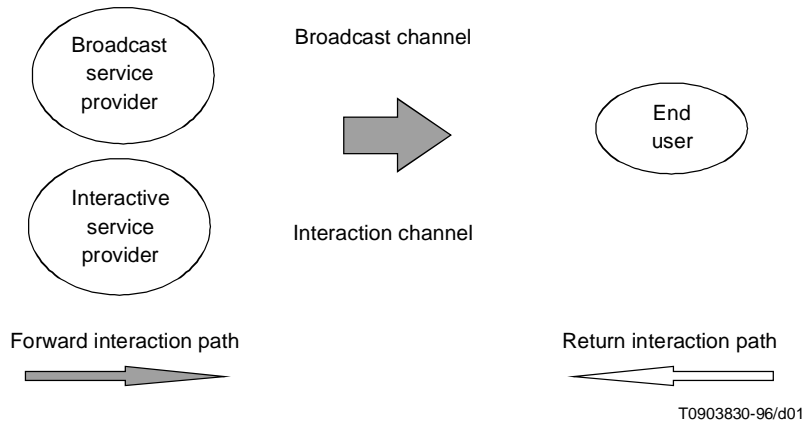 Broadcast
service
provider
Broadcast channel
End
user
Interactive
service
provider
Interaction channel
Forward interaction path
Return interaction path
T0903830-96/d01